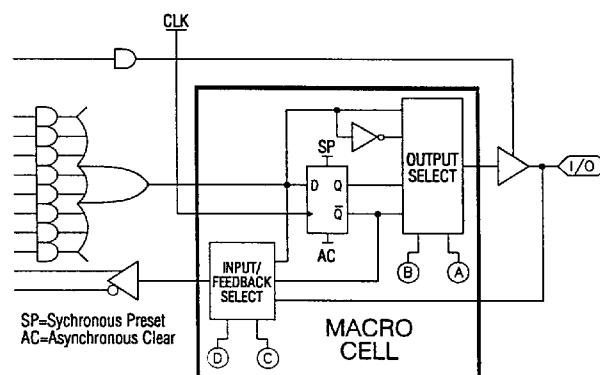 CLK
SP
D Q
Q̅
AC
OUTPUT
SELECT
I/O
B A
INPUT/
FEEDBACK
SELECT
D C
MACRO
CELL
SP=Sychronous Preset
AC=Asynchronous Clear